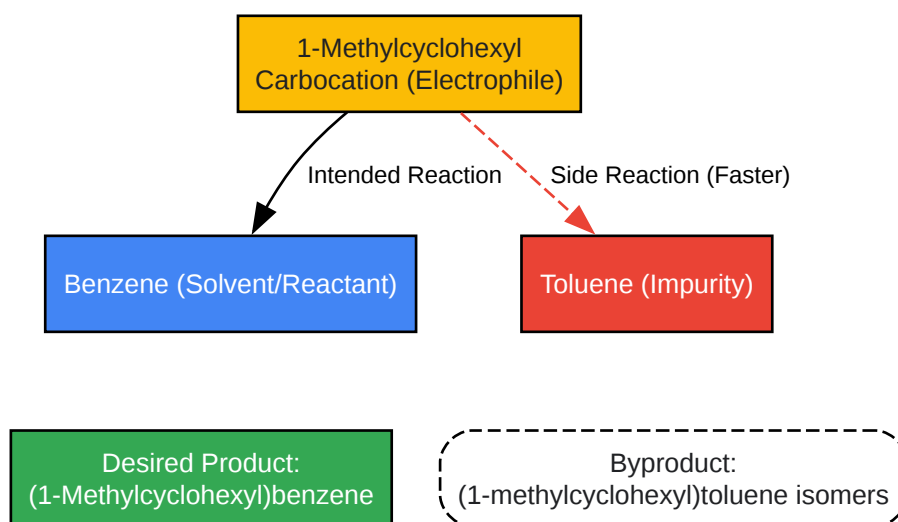 1-Methylcyclohexyl
Carbocation (Electrophile)
Intended Reaction
Side Reaction (Faster)
Benzene (Solvent/Reactant)
Toluene (Impurity)
Desired Product:
(1-Methylcyclohexyl)benzene
Byproduct:
(1-methylcyclohexyl)toluene isomers